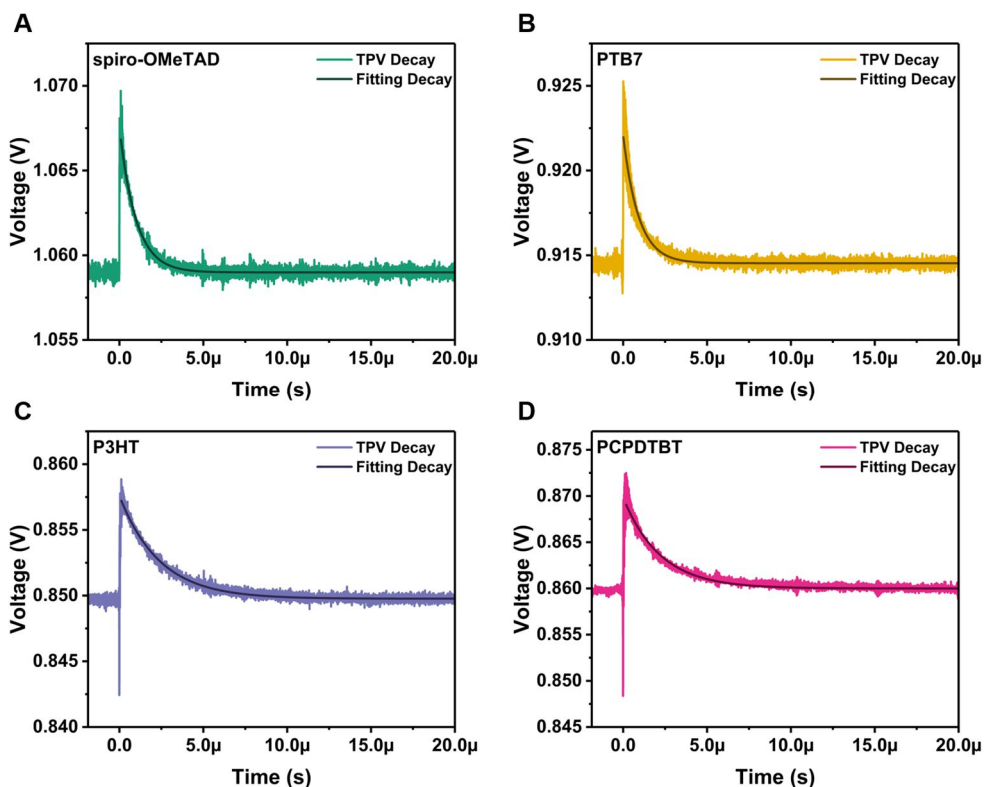 A
spiro-OMeTAD
TPV Decay
Fitting Decay
1.070
1.065
1.060
1.055
Voltage (V)
0.0 5.0µ 10.0µ 15.0µ 20.0µ
Time (s)
B
PTB7
TPV Decay
Fitting Decay
0.925
0.920
0.915
0.910
Voltage (V)
0.0 5.0µ 10.0µ 15.0µ 20.0µ
Time (s)
C
P3HT
TPV Decay
Fitting Decay
0.860
0.855
0.850
0.845
0.840
Voltage (V)
0.0 5.0µ 10.0µ 15.0µ 20.0µ
Time (s)
D
PCPDTBT
TPV Decay
Fitting Decay
0.875
0.870
0.865
0.860
0.855
0.850
0.845
Voltage (V)
0.0 5.0µ 10.0µ 15.0µ 20.0µ
Time (s)